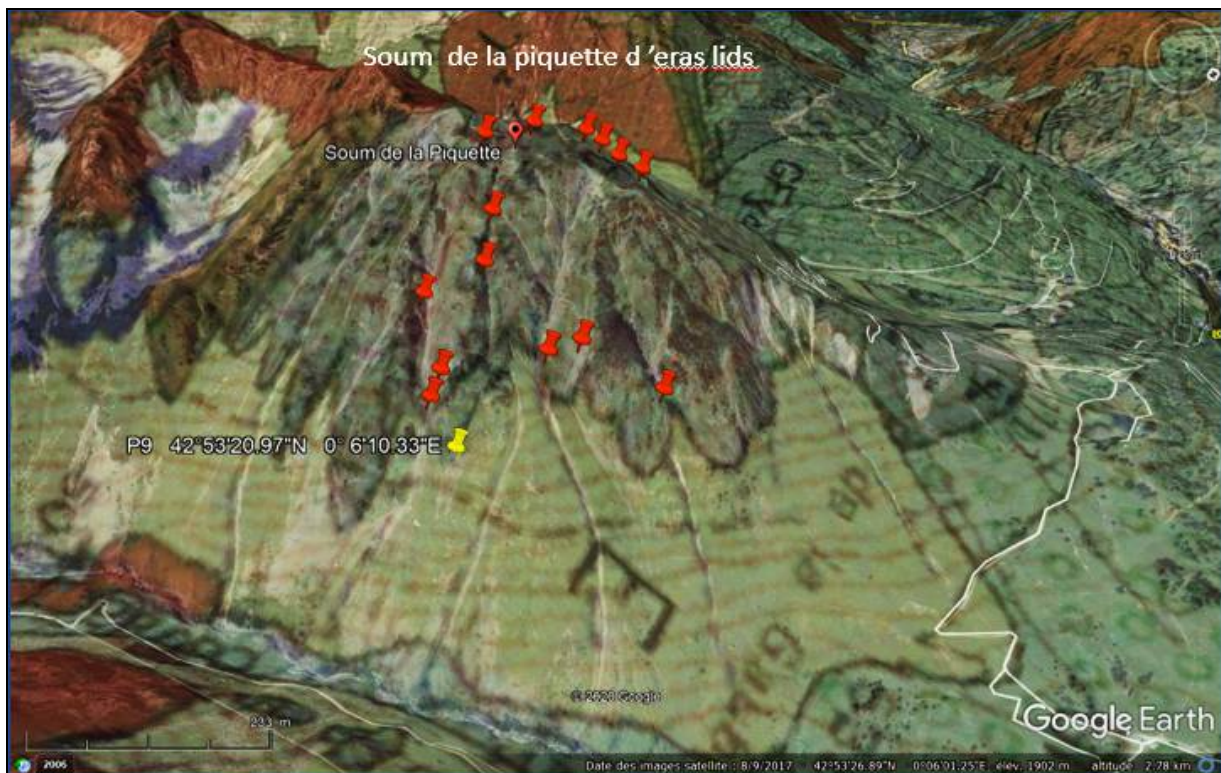 Soum de la piquette d ’eras lids
Soum de la Piquette
P9 42°53'20.97"N 0° 6'10.33"E
© 2020 Google
233 m
Google Earth
2006
Date des images satellite : 8/9/2017 42°53'26.89"N 0°06'01.25"E élév. 1902 m altitude 2.78 km